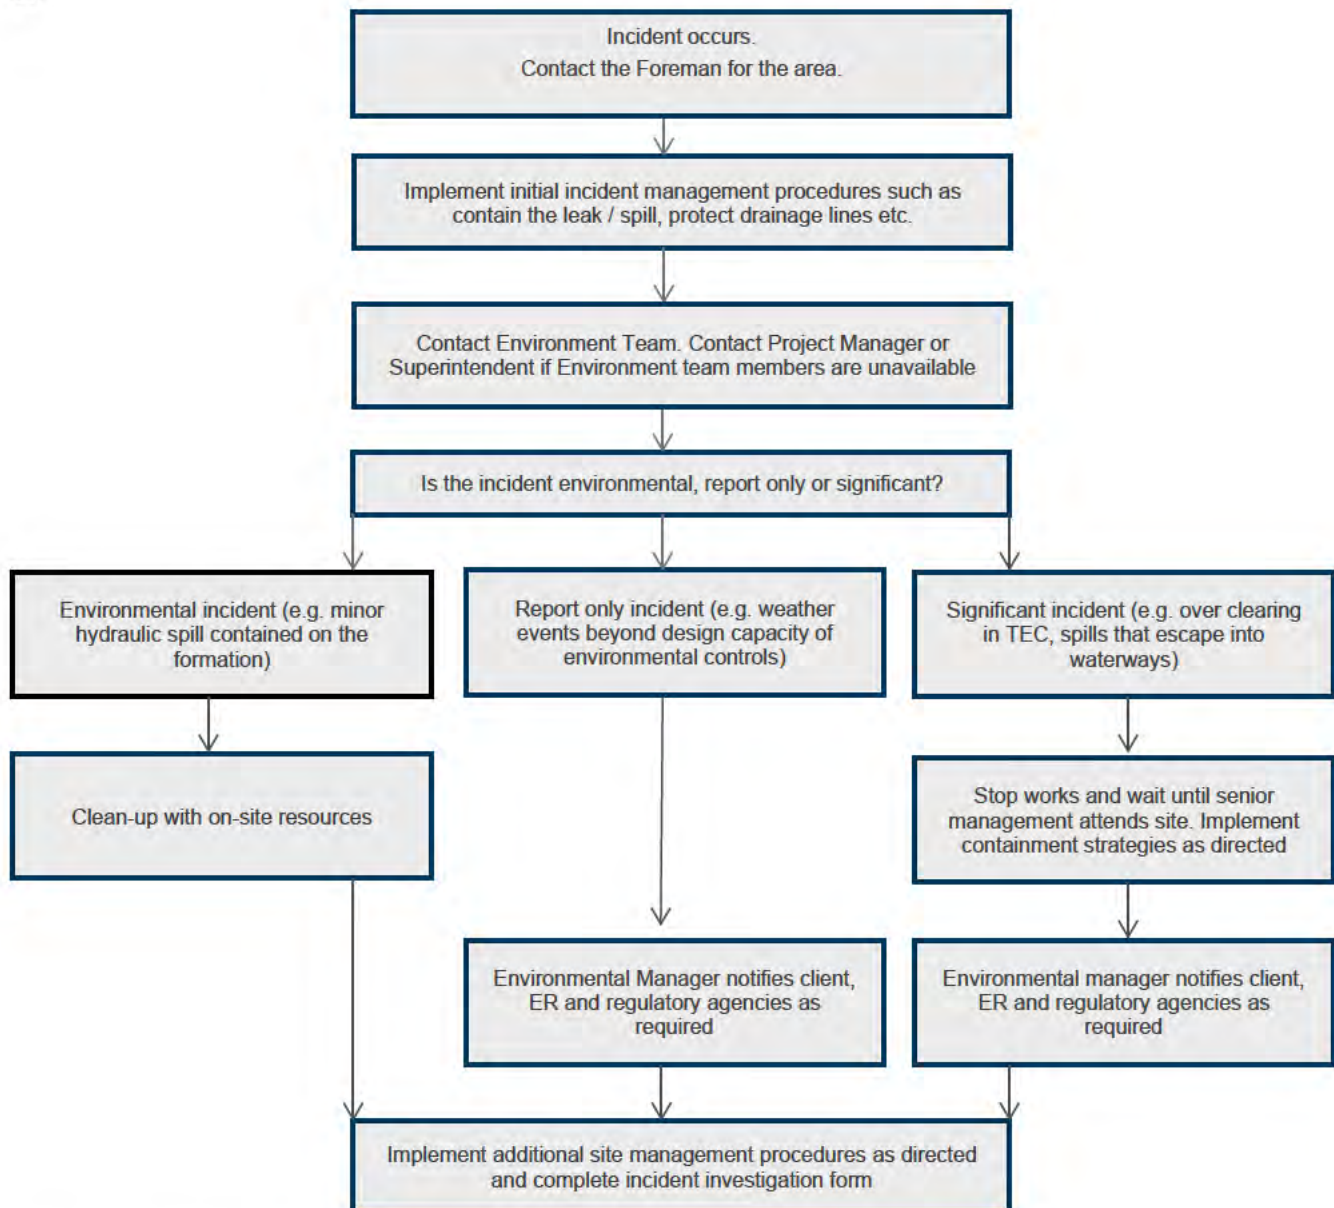 Incident occurs.
Contact the Foreman for the area.
Implement initial incident management procedures such as
contain the leak / spill, protect drainage lines etc.
Contact Environment Team. Contact Project Manager or
Superintendent if Environment team members are unavailable
Is the incident environmental, report only or significant?
Environmental incident (e.g. minor
hydraulic spill contained on the
formation)
Report only incident (e.g. weather
events beyond design capacity of
environmental controls)
Significant incident (e.g. over clearing
in TEC, spills that escape into
waterways)
Clean-up with on-site resources
Stop works and wait until senior
management attends site. Implement
containment strategies as directed
Environmental Manager notifies client,
ER and regulatory agencies as
required
Environmental manager notifies client,
ER and regulatory agencies as
required
Implement additional site management procedures as directed
and complete incident investigation form